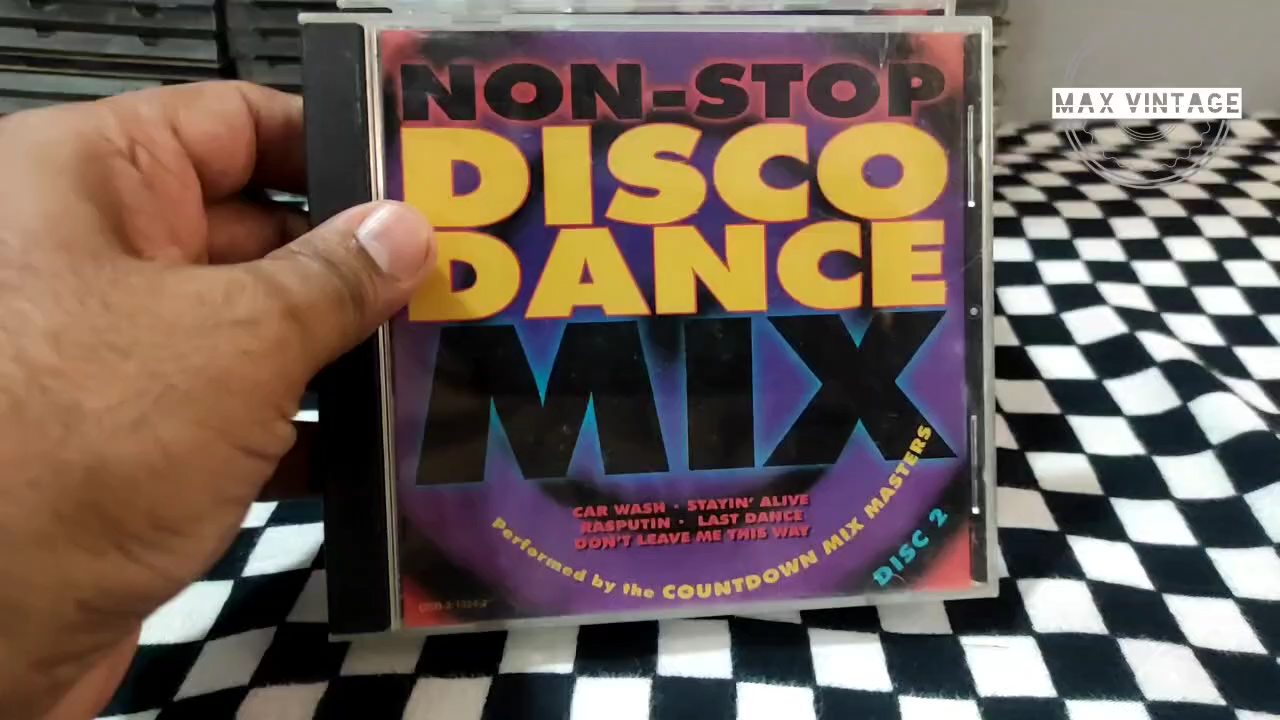 NON-STOP
DISCO
DANCE
MIX
CAR WASH · STAYIN' ALIVE
RASPUTIN · LAST DANCE
DON'T LEAVE ME THIS WAY
Performed by the COUNTDOWN MIX MASTERS
DISC 2
MAX VINTAGE